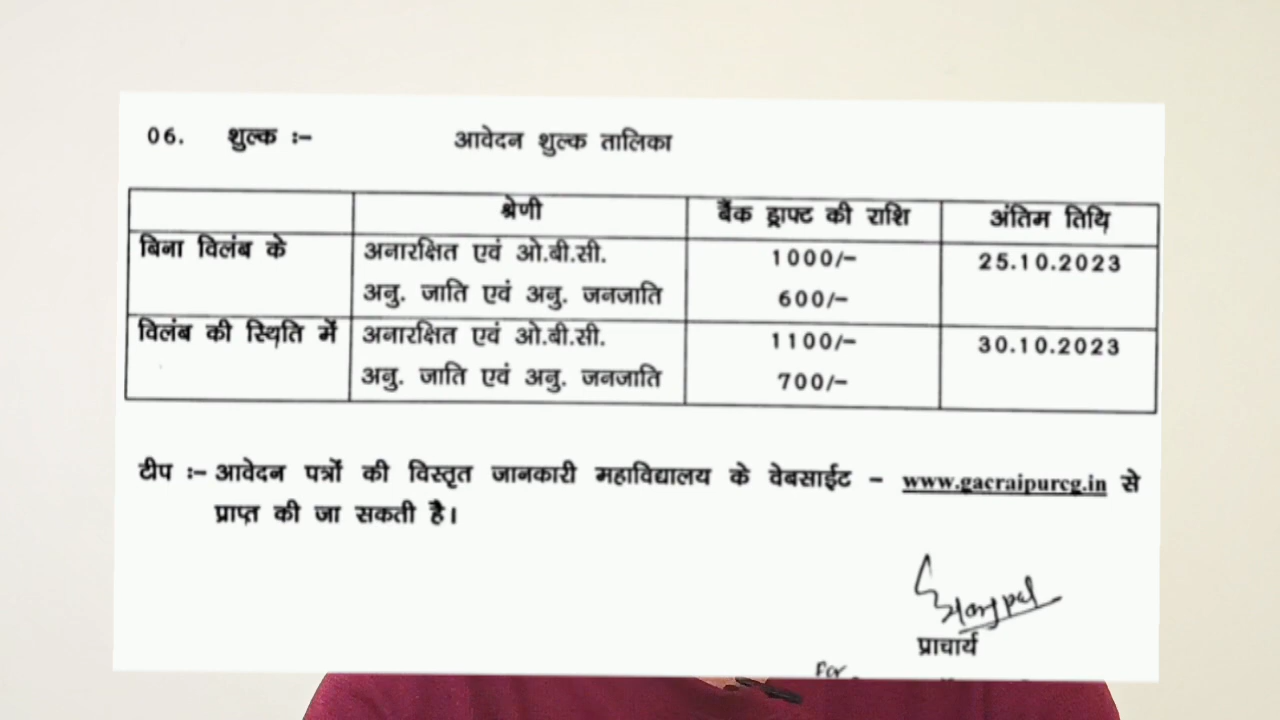 06. शुल्क :- आवेदन शुल्क तालिका
श्रेणी बैंक ड्राफ्ट की राशि अंतिम तिथि
बिना विलंब के अनारक्षित एवं ओ.बी.सी. 1000/- 25.10.2023
अनु. जाति एवं अनु. जनजाति 600/-
विलंब की स्थिति में अनारक्षित एवं ओ.बी.सी. 1100/- 30.10.2023
अनु. जाति एवं अनु. जनजाति 700/-
टीप :- आवेदन पत्रों की विस्तृत जानकारी महाविद्यालय के वेबसाईट - www.gacraipurcg.in से
प्राप्त की जा सकती है।
प्राचार्य
For